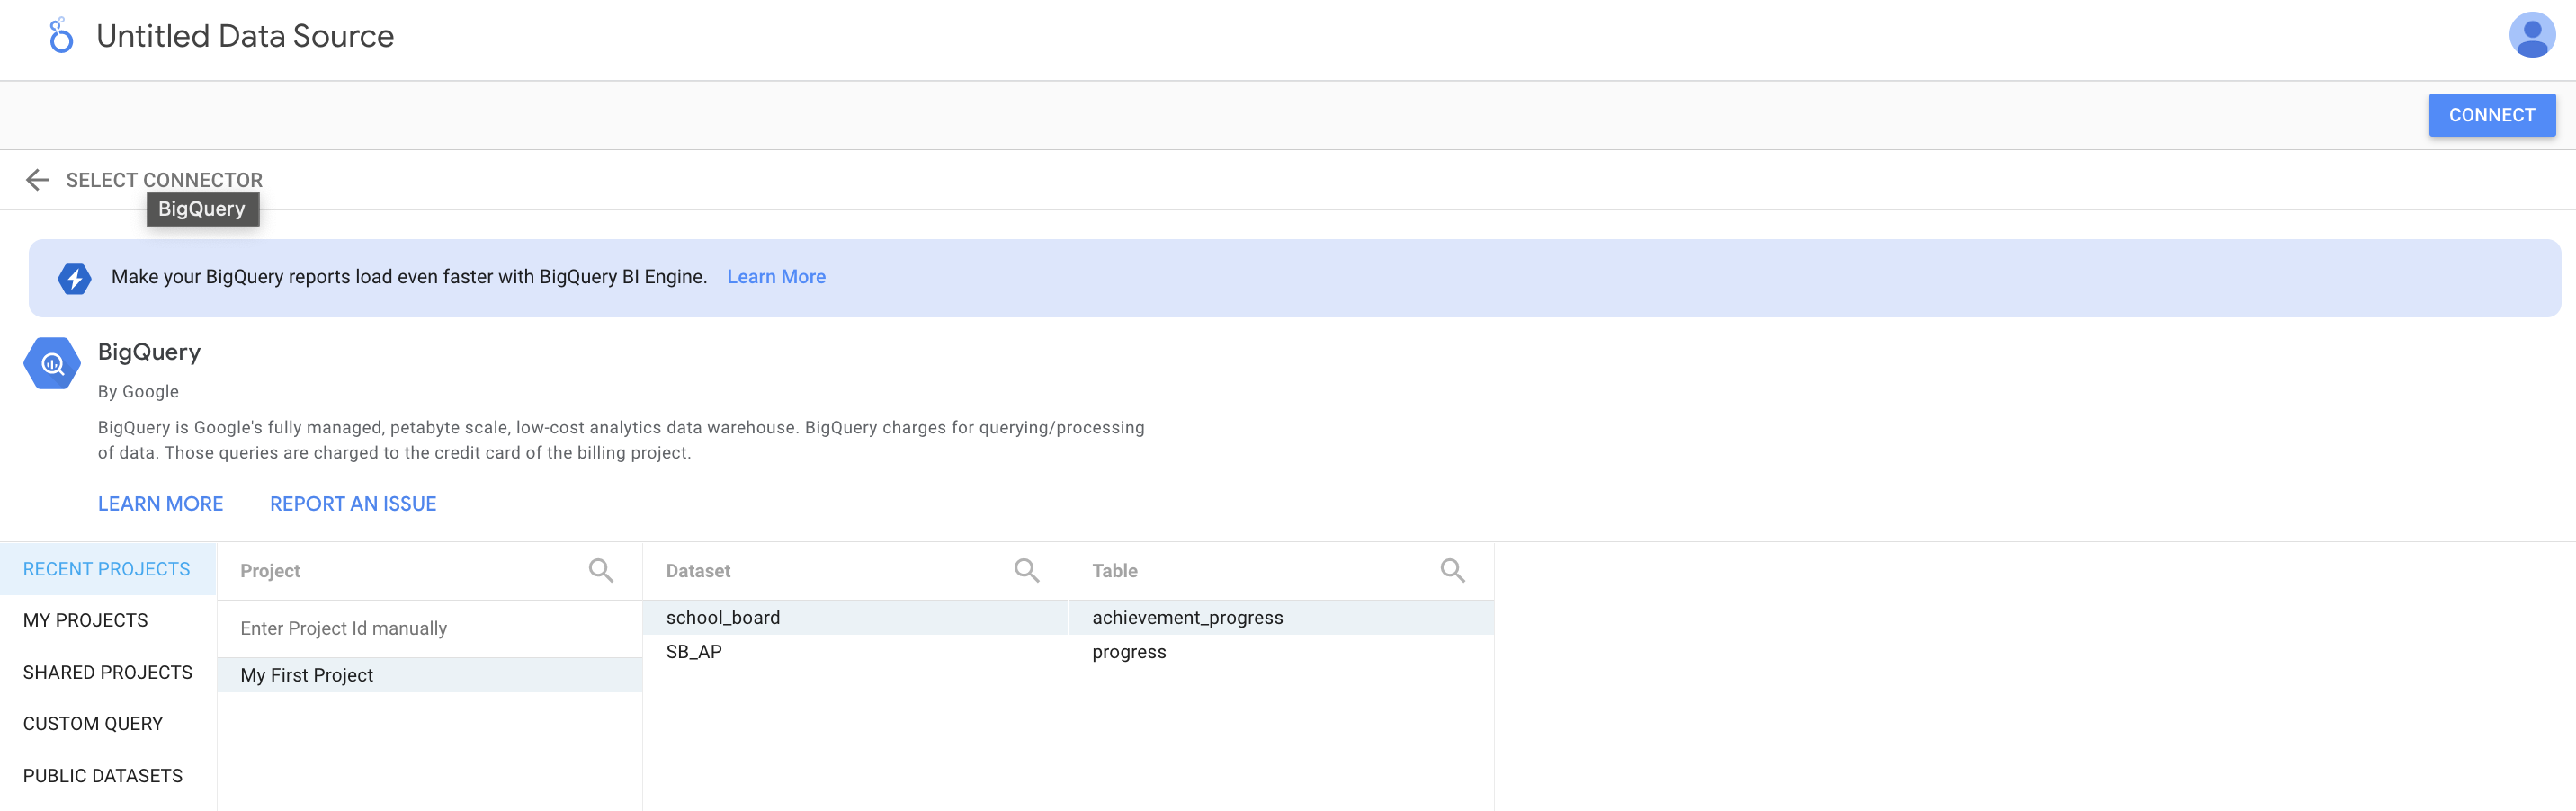 Untitled Data Source
CONNECT
SELECT CONNECTOR
BigQuery
Make your BigQuery reports load even faster with BigQuery BI Engine. Learn More
BigQuery
By Google
BigQuery is Google's fully managed, petabyte scale, low-cost analytics data warehouse. BigQuery charges for querying/processing
of data. Those queries are charged to the credit card of the billing project.
LEARN MORE REPORT AN ISSUE
RECENT PROJECTS
MY PROJECTS
SHARED PROJECTS
CUSTOM QUERY
PUBLIC DATASETS
Project
Enter Project Id manually
My First Project
Dataset
school_board
SB_AP
Table
achievement_progress
progress